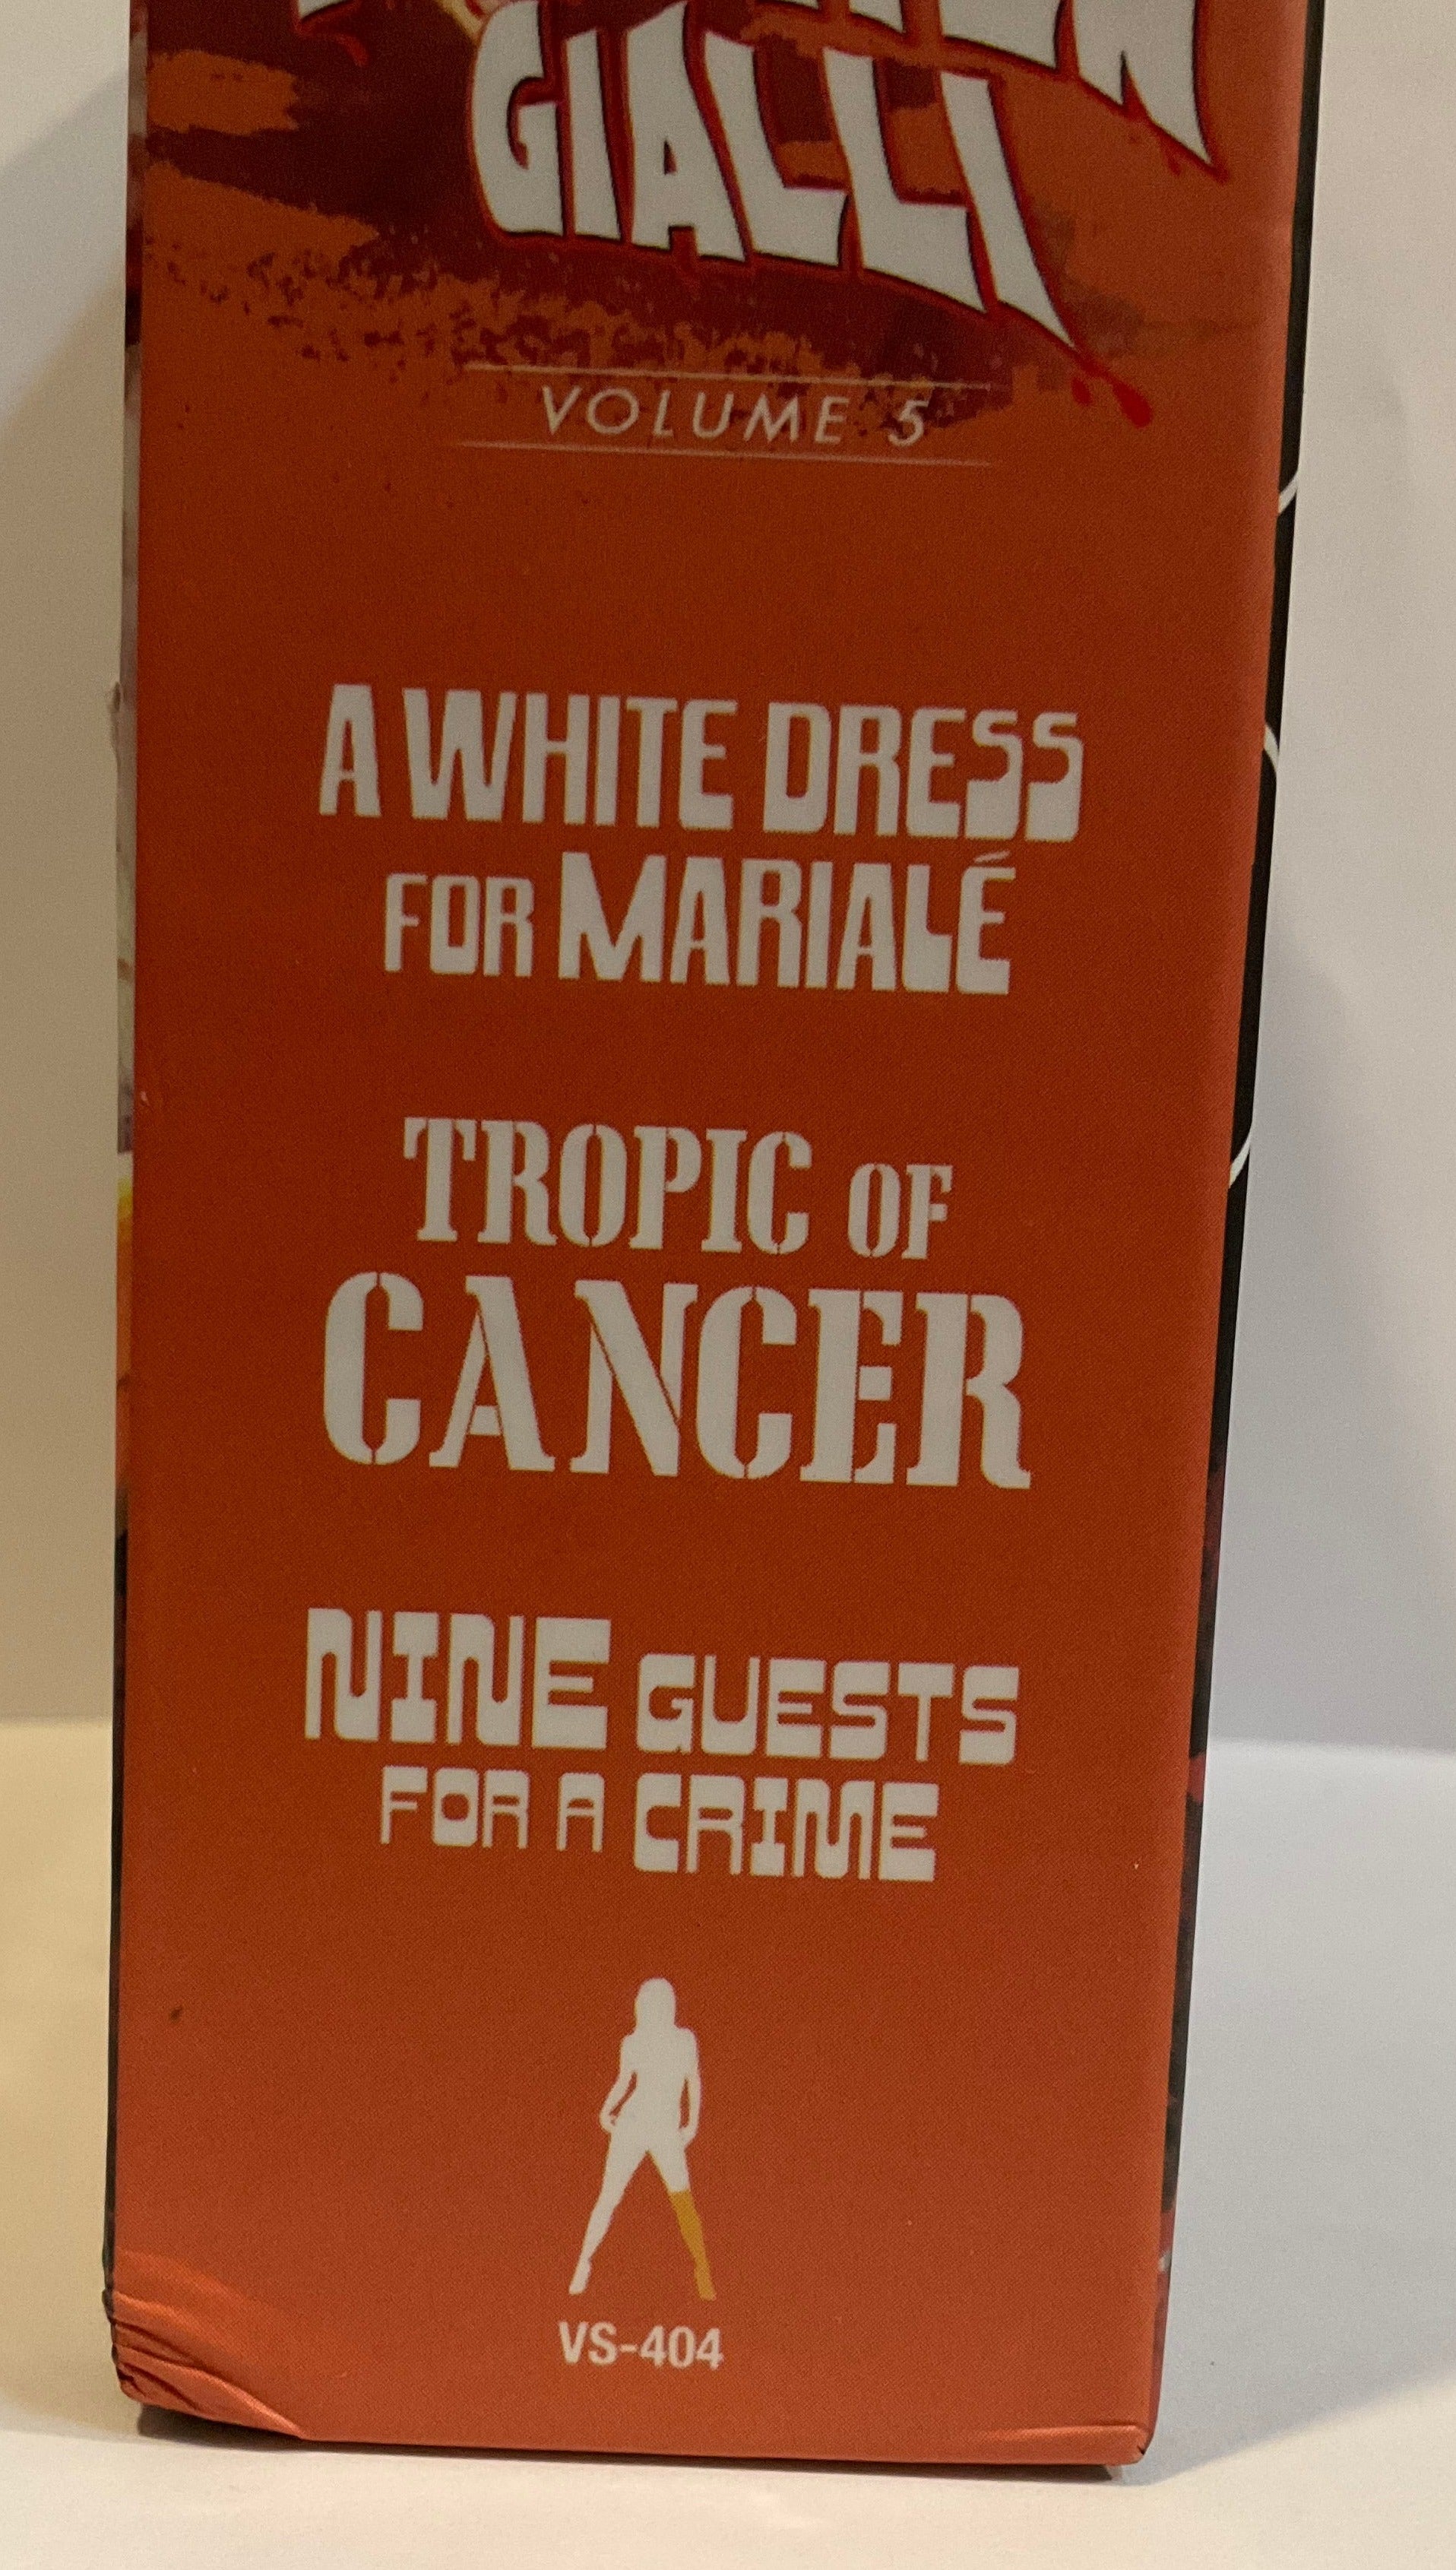 GIALLI
VOLUME 5
A WHITE DRESS
FOR MARIALÉ
TROPIC OF
CANCER
NINE GUESTS
FOR A CRIME
VS-404